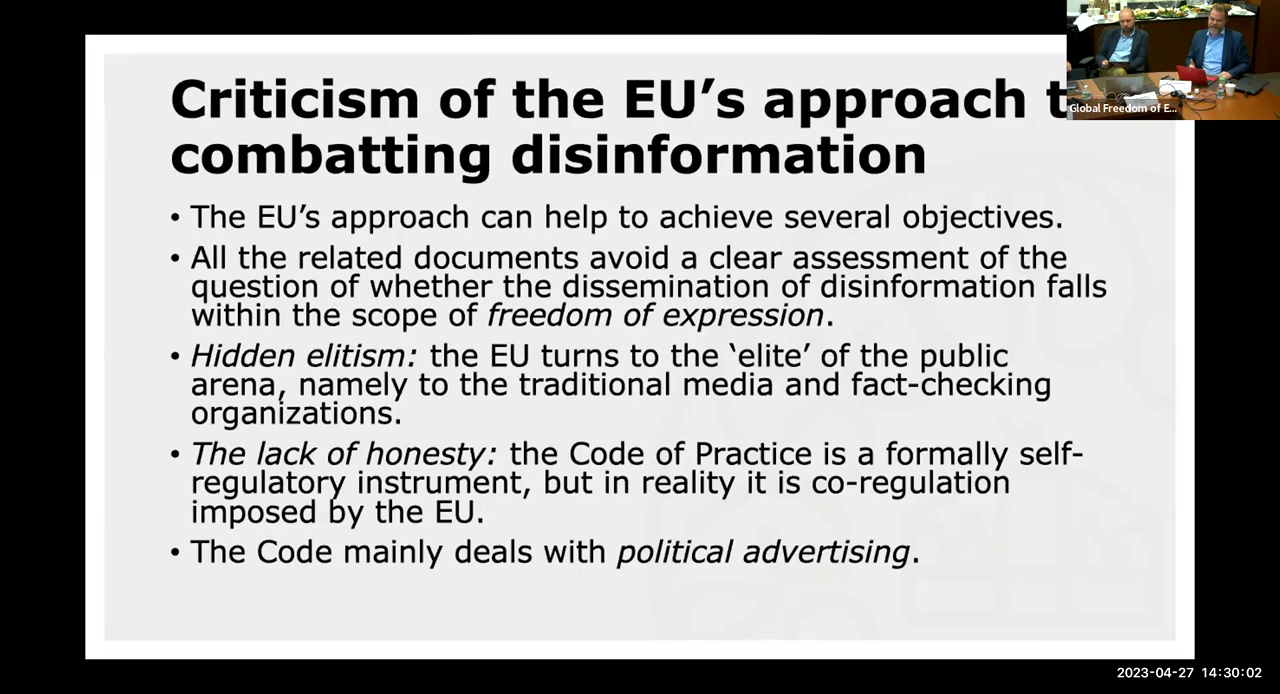 Criticism of the EU’s approach t
combatting disinformation
• The EU’s approach can help to achieve several objectives.
• All the related documents avoid a clear assessment of the
question of whether the dissemination of disinformation falls
within the scope of freedom of expression.
• Hidden elitism: the EU turns to the ‘elite’ of the public
arena, namely to the traditional media and fact-checking
organizations.
• The lack of honesty: the Code of Practice is a formally self-
regulatory instrument, but in reality it is co-regulation
imposed by the EU.
• The Code mainly deals with political advertising.
Global Freedom of E...
2023-04-27 14:30:02